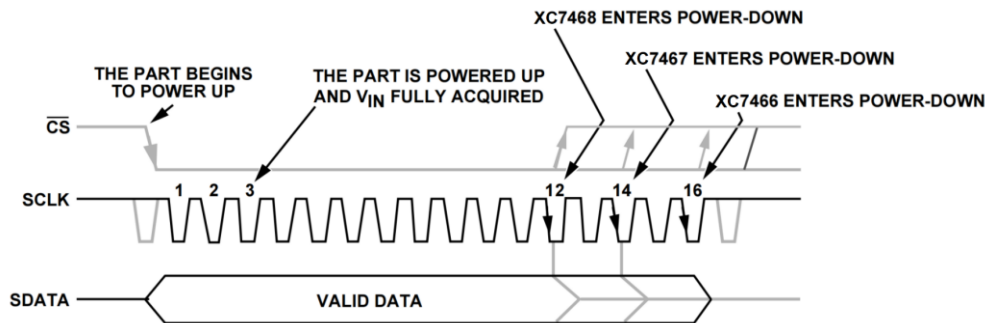 XC7468 ENTERS POWER-DOWN
XC7467 ENTERS POWER-DOWN
THE PART BEGINS
TO POWER UP
THE PART IS POWERED UP
AND VIN FULLY ACQUIRED
XC7466 ENTERS POWER-DOWN
CS
SCLK
1 2 3 12 14 16
SDATA
VALID DATA